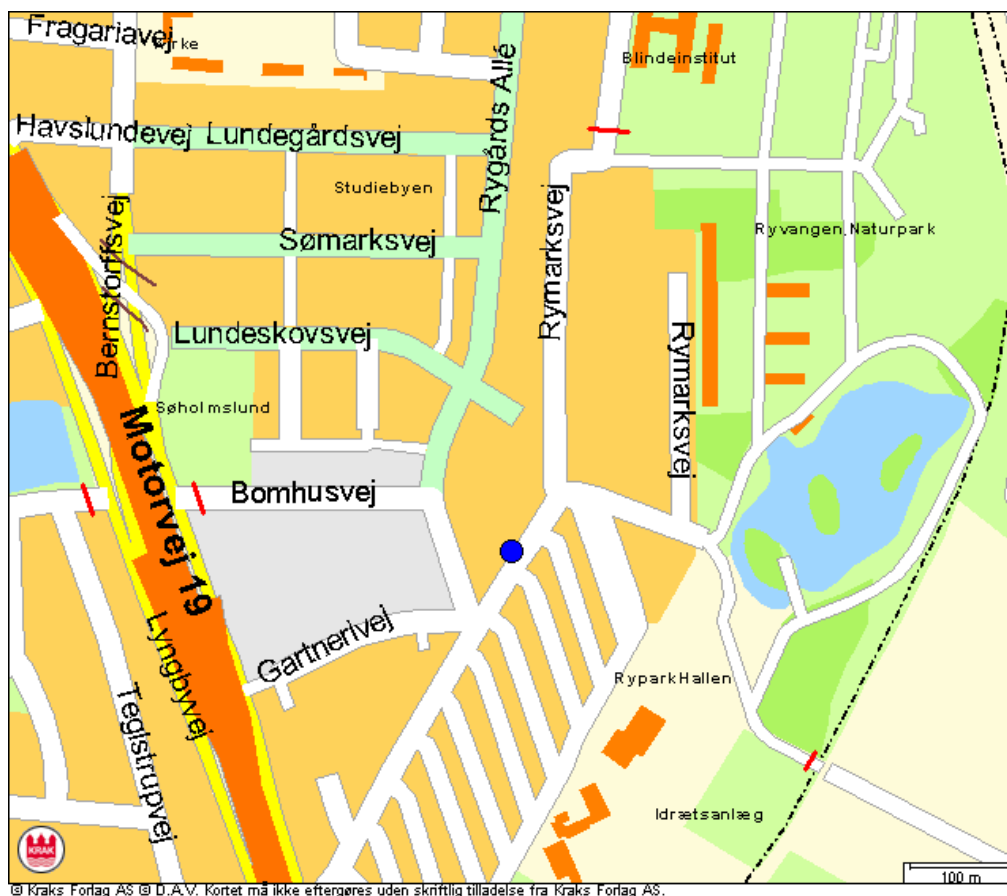 Fragariavej
Kirke
Blindeinstitut
Rygårds Allé
Havslundevej
Lundegårdsvej
Studiebyen
Bernstorffsvej
Sømarksvej
Rymarksvej
Ryvangen Naturpark
Lundeskovsvej
Rymarksvej
Søholmslund
Motorvej 19
Bomhusvej
Gartnerivej
Lyngbyvej
Teglstrupvej
RyparkHallen
Idrætsanlæg
KRAK
100 m
© Kraks Forlag AS © D.A.V. Kortet må ikke eftergøres uden skriftlig tilladelse fra Kraks Forlag AS.